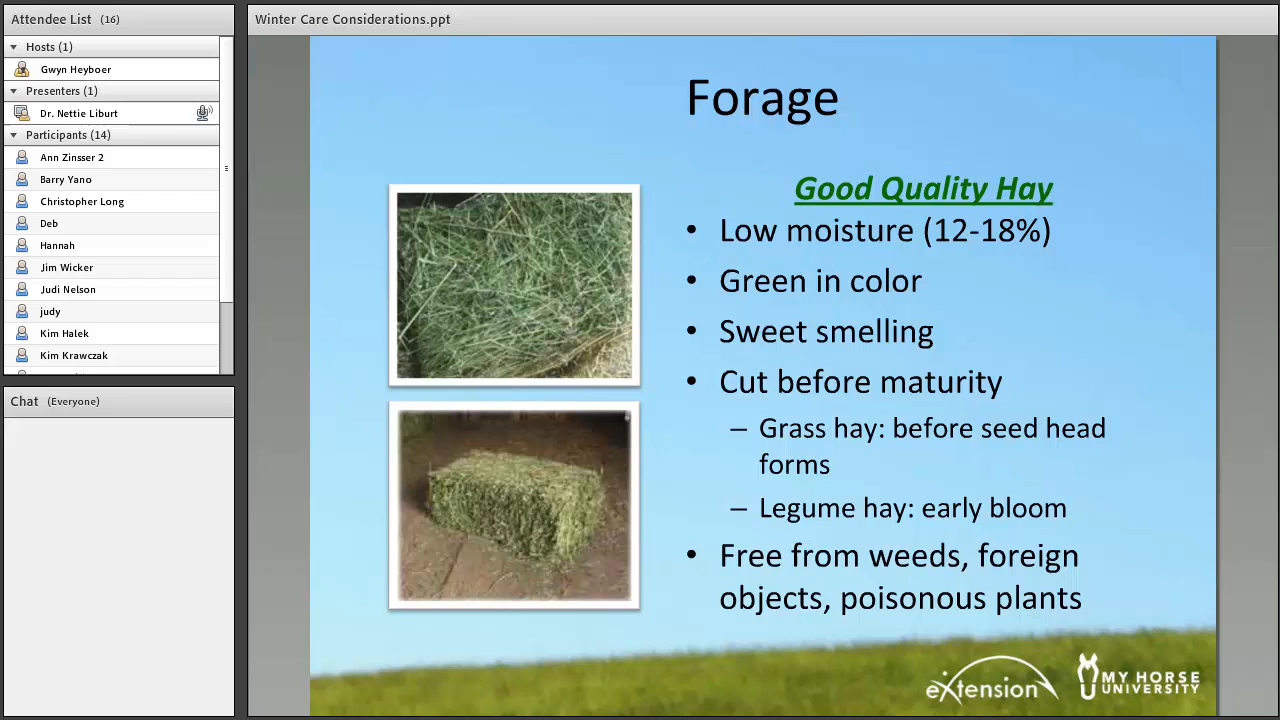 Attendee List (16)
Hosts (1)
Gwyn Heyboer
Presenters (1)
Dr. Nettie Liburt
Participants (14)
Ann Zinsser 2
Barry Yano
Christopher Long
Deb
Hannah
Jim Wicker
Judi Nelson
judy
Kim Halek
Kim Krawczak
Chat (Everyone)
Winter Care Considerations.ppt
Forage
Good Quality Hay
• Low moisture (12-18%)
• Green in color
• Sweet smelling
• Cut before maturity
– Grass hay: before seed head
forms
– Legume hay: early bloom
• Free from weeds, foreign
objects, poisonous plants
eXtension
MY HORSE
UNIVERSITY